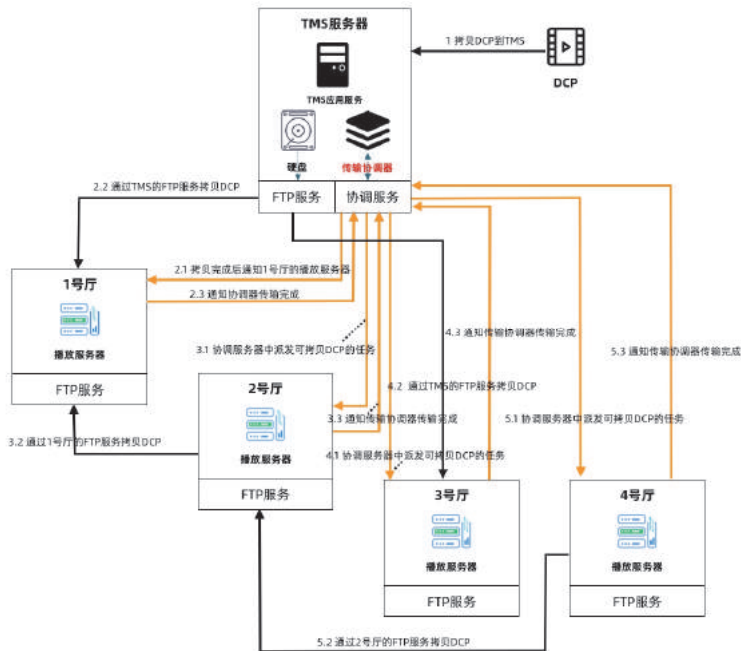 TMS服务器
1 拷贝DCP到TMS
DCP
TMS应用服务
硬盘
传输协调器
FTP服务
协调服务
2.2 通过TMS的FTP服务拷贝DCP
2.1 拷贝完成后通知1号厅的播放服务器
2.3 通知协调器传输完成
1号厅
播放服务器
FTP服务
3.1 协调服务器中派发可拷贝DCP的任务
4.3 通知传输协调器传输完成
5.3 通知传输协调器传输完成
2号厅
播放服务器
FTP服务
4.2 通过TMS的FTP服务拷贝DCP
3.3 通知传输协调器传输完成
5.1 协调服务器中派发可拷贝DCP的任务
3.2 通过1号厅的FTP服务拷贝DCP
4.1 协调服务器中派发可拷贝DCP的任务
3号厅
播放服务器
FTP服务
4号厅
播放服务器
FTP服务
5.2 通过2号厅的FTP服务拷贝DCP